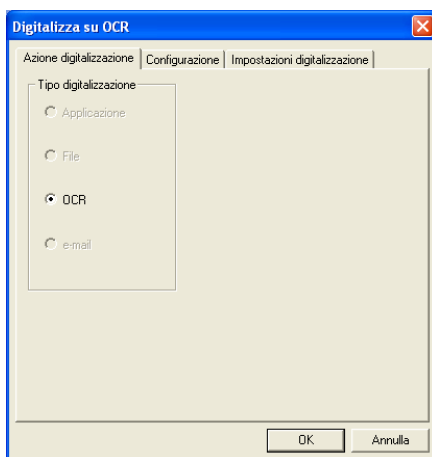 Digitalizza su OCR
Azione digitalizzazione Configurazione Impostazioni digitalizzazione
Tipo digitalizzazione
Applicazione
File
OCR
e-mail
OK Annulla